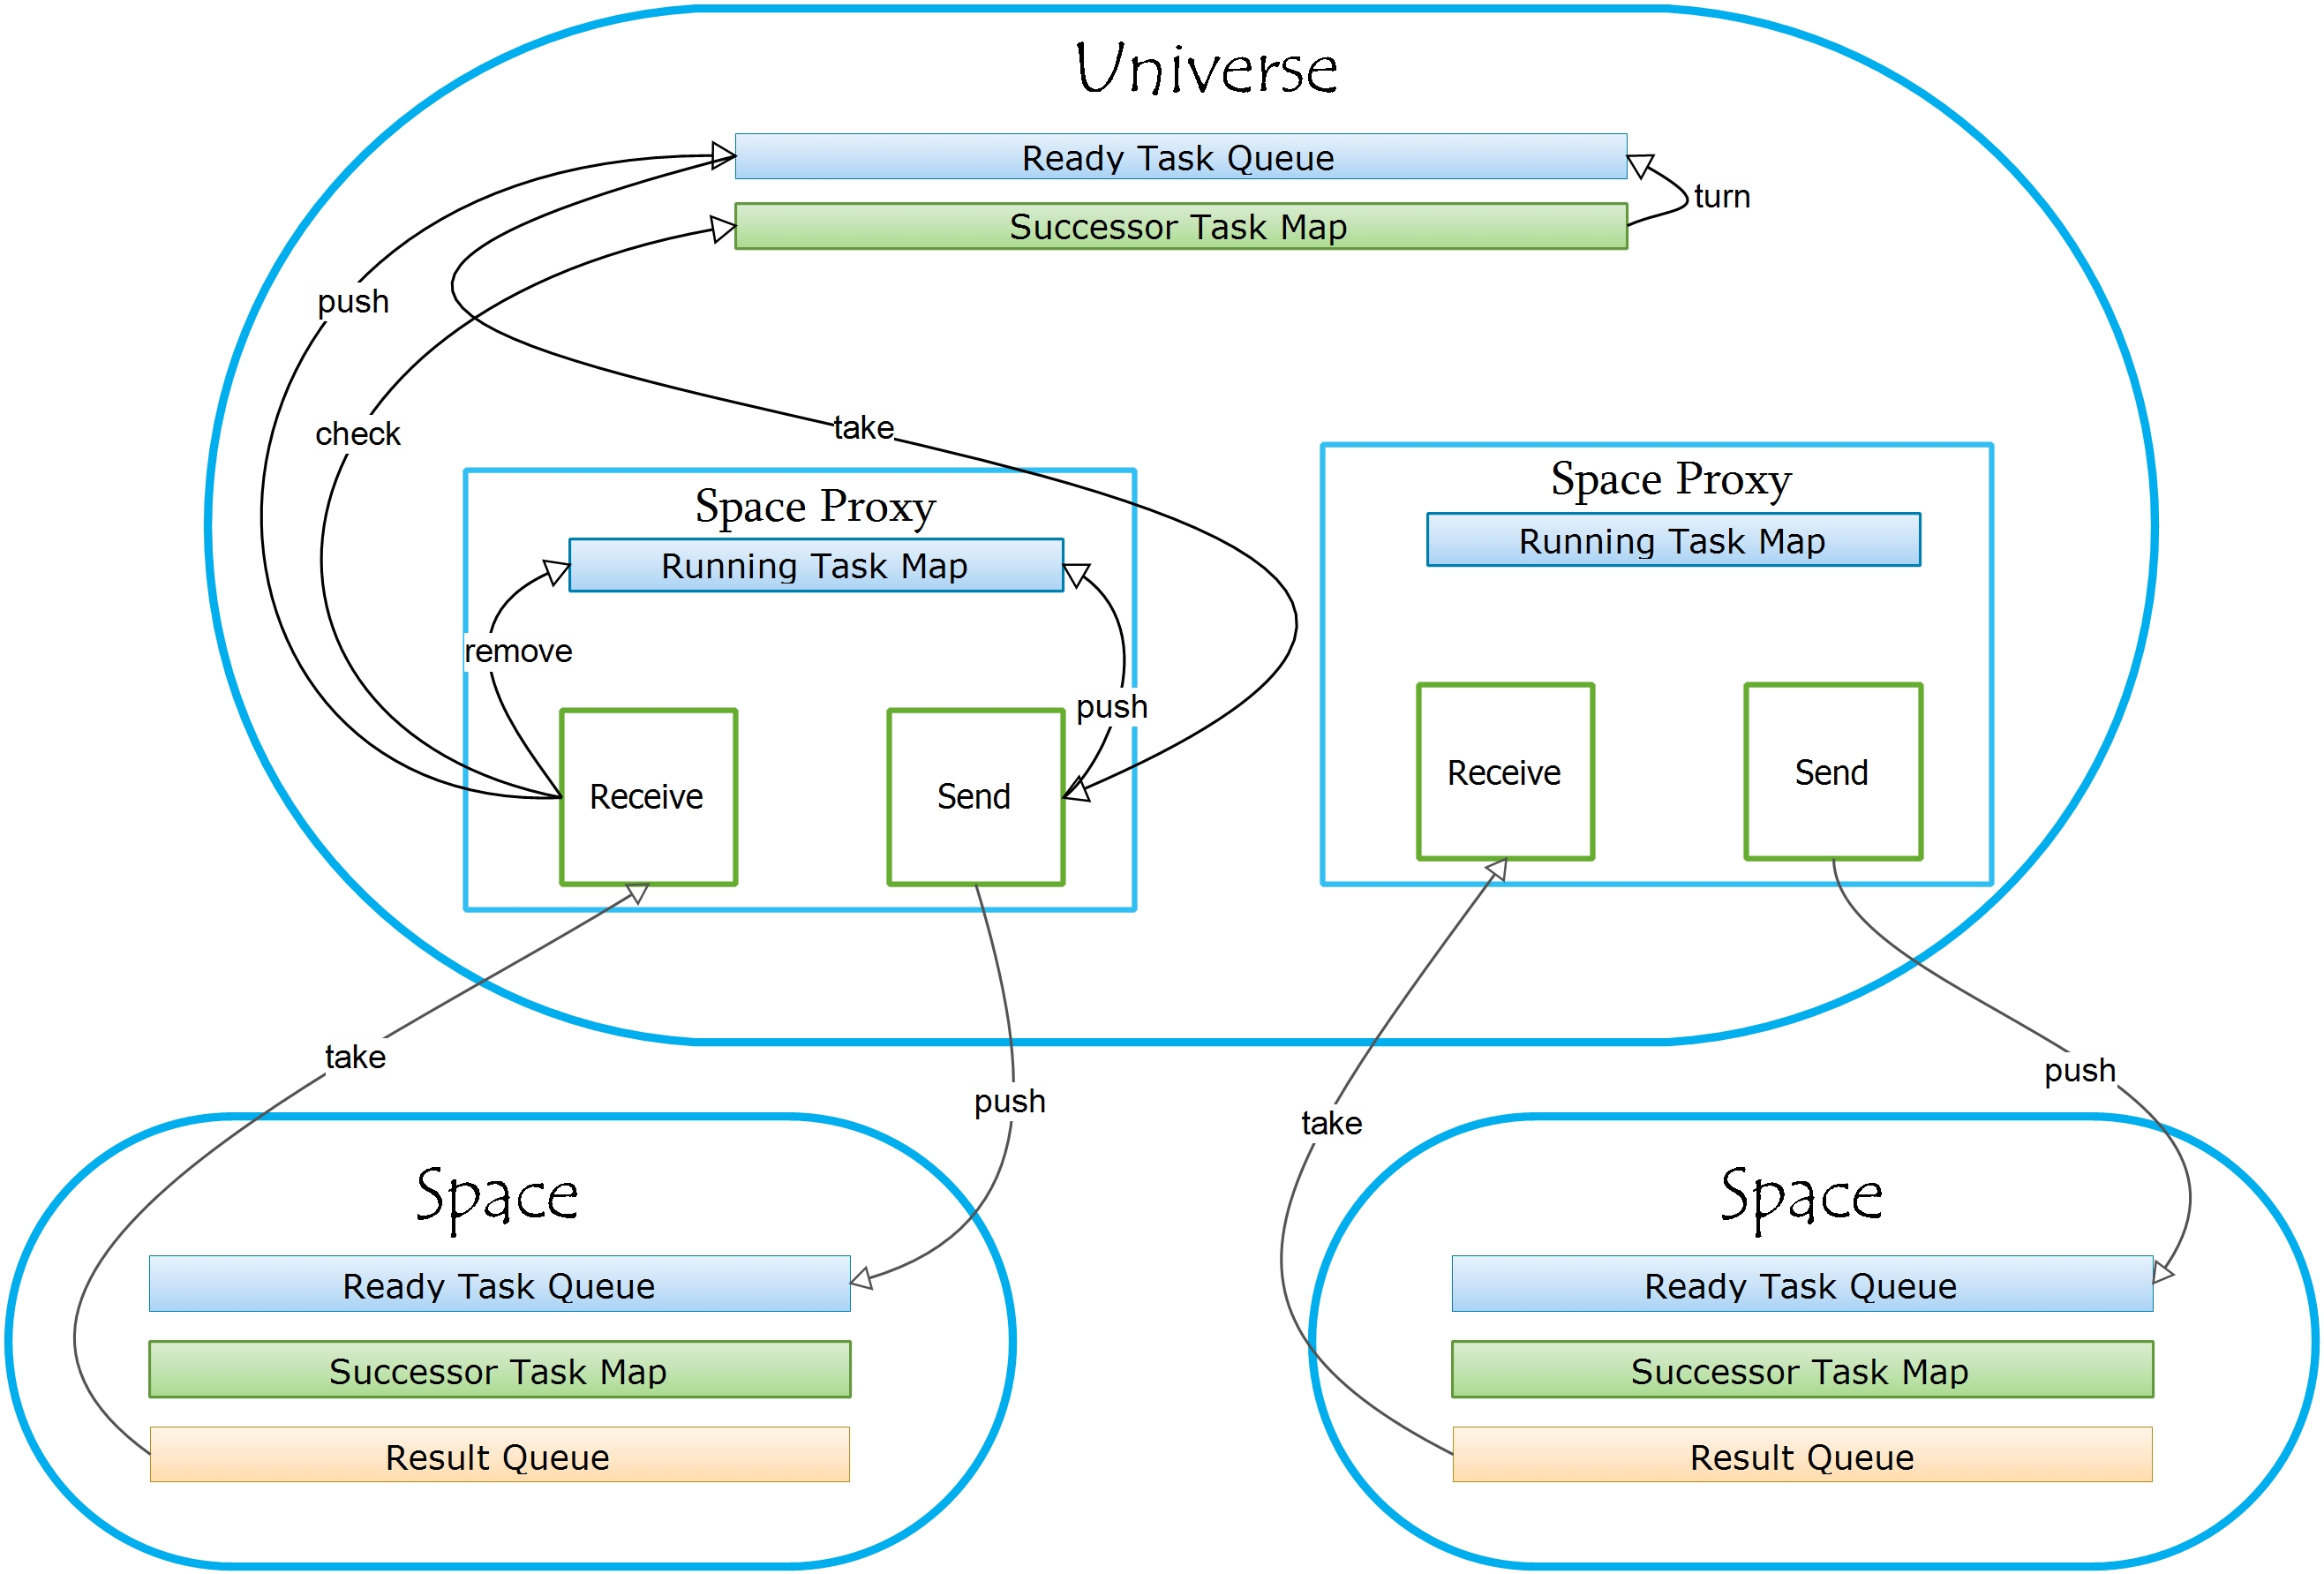 Universe
Ready Task Queue
turn
Successor Task Map
push
check
take
Space Proxy
Running Task Map
remove
push
Receive
Send
Space Proxy
Running Task Map
Receive
Send
take
push
take
push
Space
Ready Task Queue
Successor Task Map
Result Queue
Space
Ready Task Queue
Successor Task Map
Result Queue